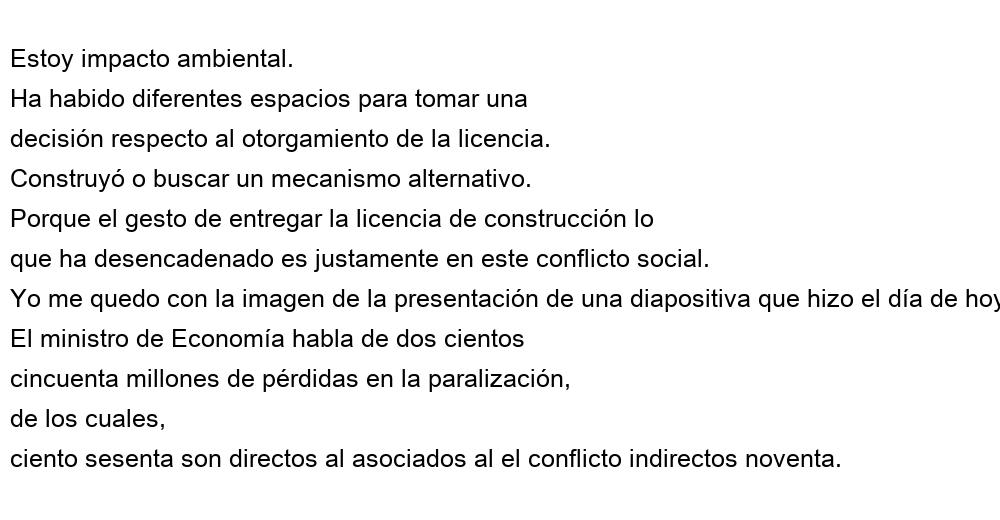 Estoy impacto ambiental.
Ha habido diferentes espacios para tomar una
decisión respecto al otorgamiento de la licencia.
Construyó o buscar un mecanismo alternativo.
Porque el gesto de entregar la licencia de construcción lo
que ha desencadenado es justamente en este conflicto social.
Yo me quedo con la imagen de la presentación de una diapositiva que hizo el día de hoy
El ministro de Economía habla de dos cientos
cincuenta millones de pérdidas en la paralización,
de los cuales,
ciento sesenta son directos al asociados al el conflicto indirectos noventa.